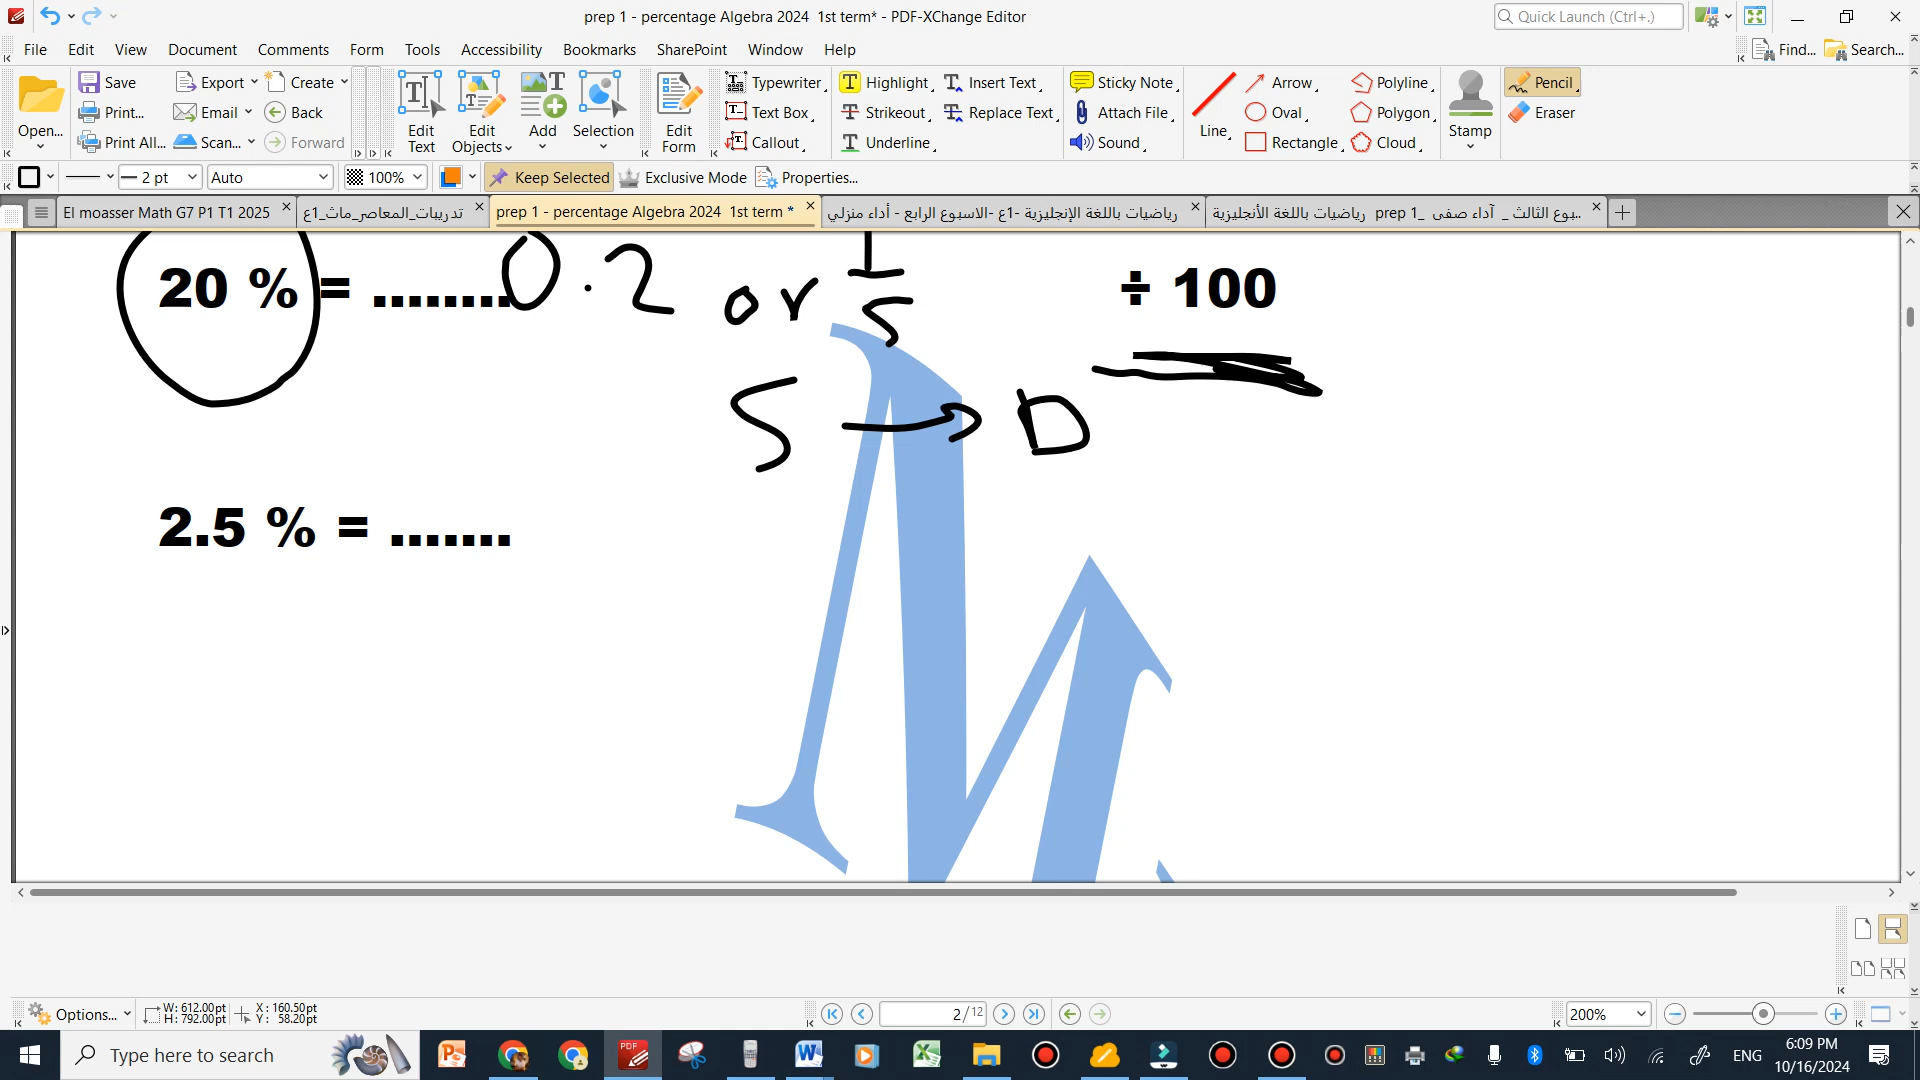 prep 1 - percentage Algebra 2024  1st term* - PDF-XChange Editor
Quick Launch (Ctrl+.)
File Edit View Document Comments Form Tools Accessibility Bookmarks SharePoint Window Help
Find... Search...
Open...
Save
Print...
Print All...
Export
Email
Scan...
Create
Back
Forward
Edit Text
Edit Objects
Add
Selection
Edit Form
Typewriter
Text Box
Callout
Highlight
Strikeout
Underline
Insert Text
Replace Text
Sticky Note
Attach File
Sound
Line
Arrow
Oval
Rectangle
Polyline
Polygon
Cloud
Stamp
Pencil
Eraser
2 pt Auto 100% Keep Selected Exclusive Mode Properties...
El moasser Math G7 P1 T1 2025
تدريبات_المعاصر_ماث_1ع
prep 1 - percentage Algebra 2024  1st term *
رياضيات باللغة الإنجليزية -1ع -الاسبوع الرابع - أداء منزلي
رياضيات باللغة الأنجليزية   prep 1_  ..بوع الثالث _ آداء صفى
20 % = ........ 0.2 or 1/5 ÷ 100
S → D
2.5 % = .......
Options...
W: 612.00pt
H: 792.00pt
X: 160.50pt
Y: 58.20pt
2 / 12
200%
Type here to search
ENG
6:09 PM
10/16/2024